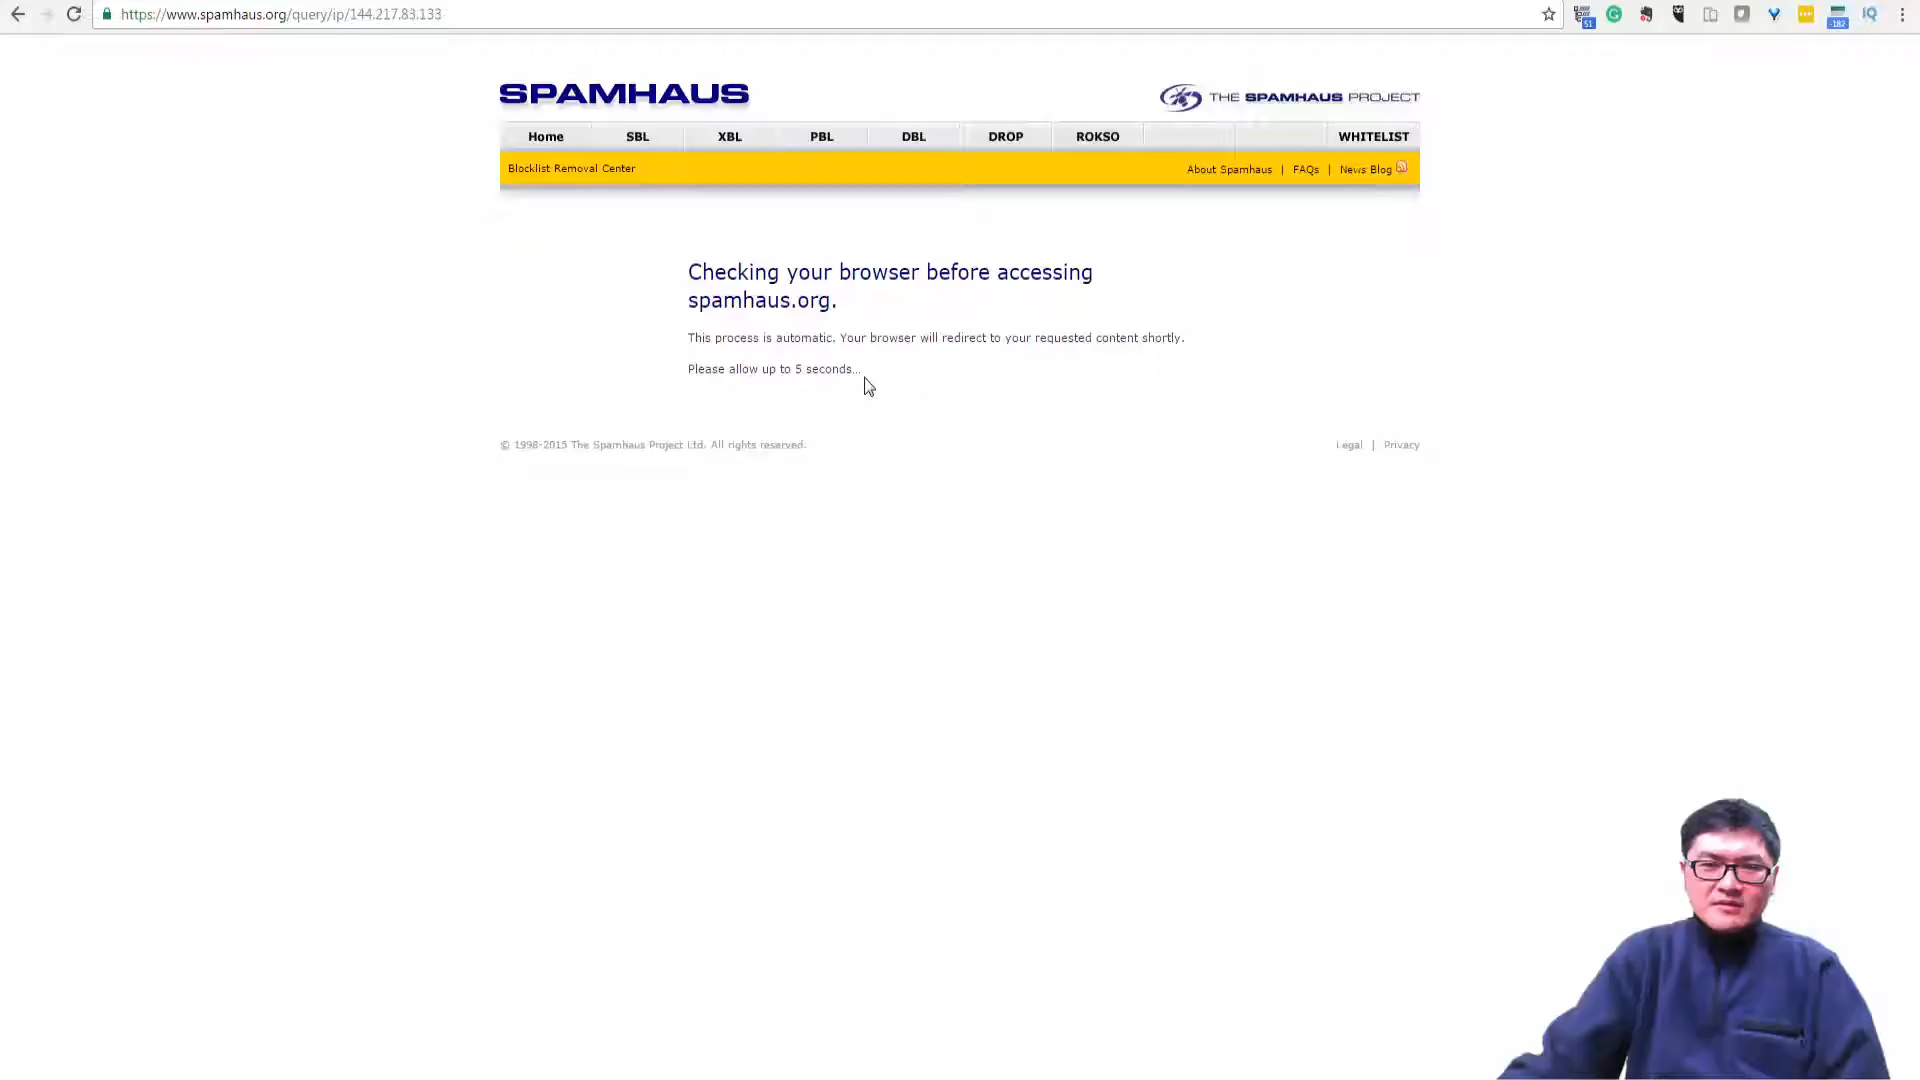 https://www.spamhaus.org/query/ip/144.217.83.133
51
G
-182
IQ
SPAMHAUS
THE SPAMHAUS PROJECT
Home SBL XBL PBL DBL DROP ROKSO WHITELIST
Blocklist Removal Center About Spamhaus | FAQs | News Blog
Checking your browser before accessing
spamhaus.org.
This process is automatic. Your browser will redirect to your requested content shortly.
Please allow up to 5 seconds...
© 1998-2015 The Spamhaus Project Ltd. All rights reserved. Legal | Privacy